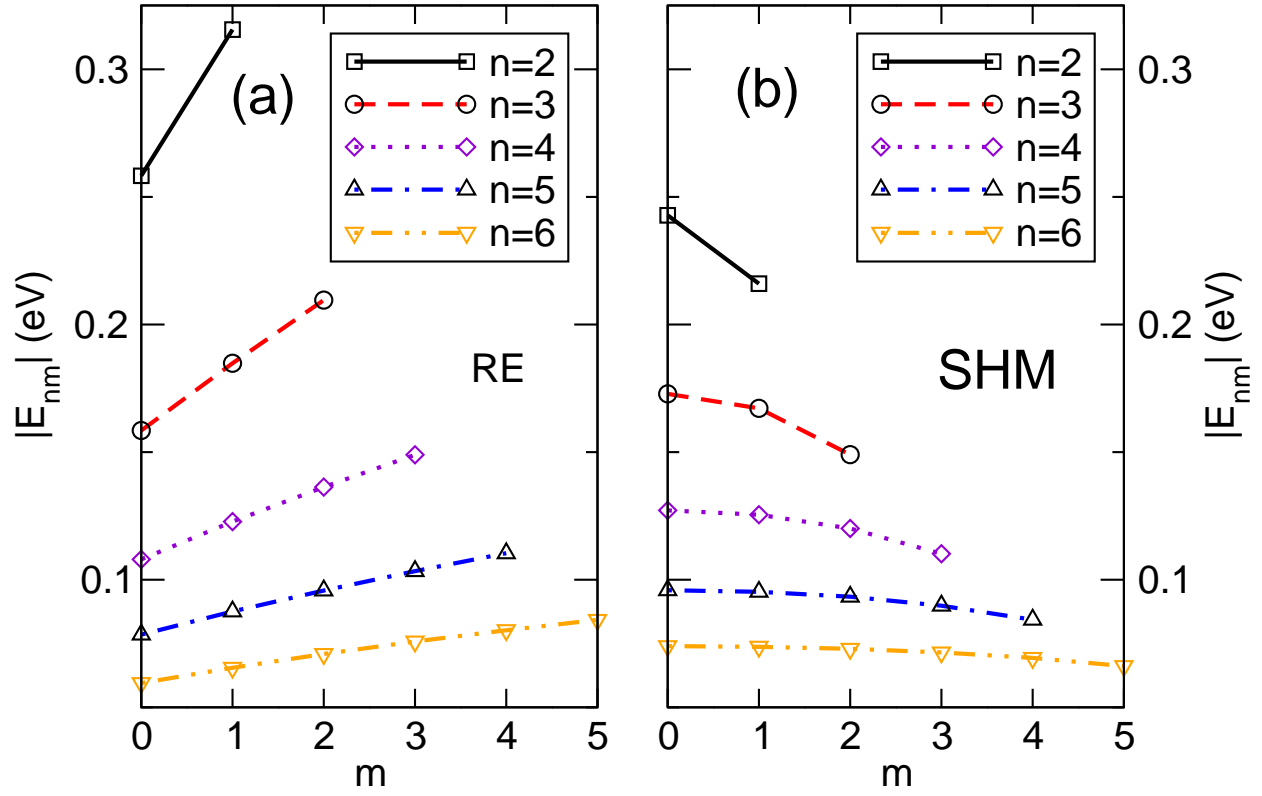 (a)
n=2
n=3
n=4
n=5
n=6
RE
0.3
0.2
0.1
|E_nm| (eV)
0 1 2 3 4 5
m
(b)
n=2
n=3
n=4
n=5
n=6
SHM
0.3
0.2
0.1
|E_nm| (eV)
0 1 2 3 4 5
m